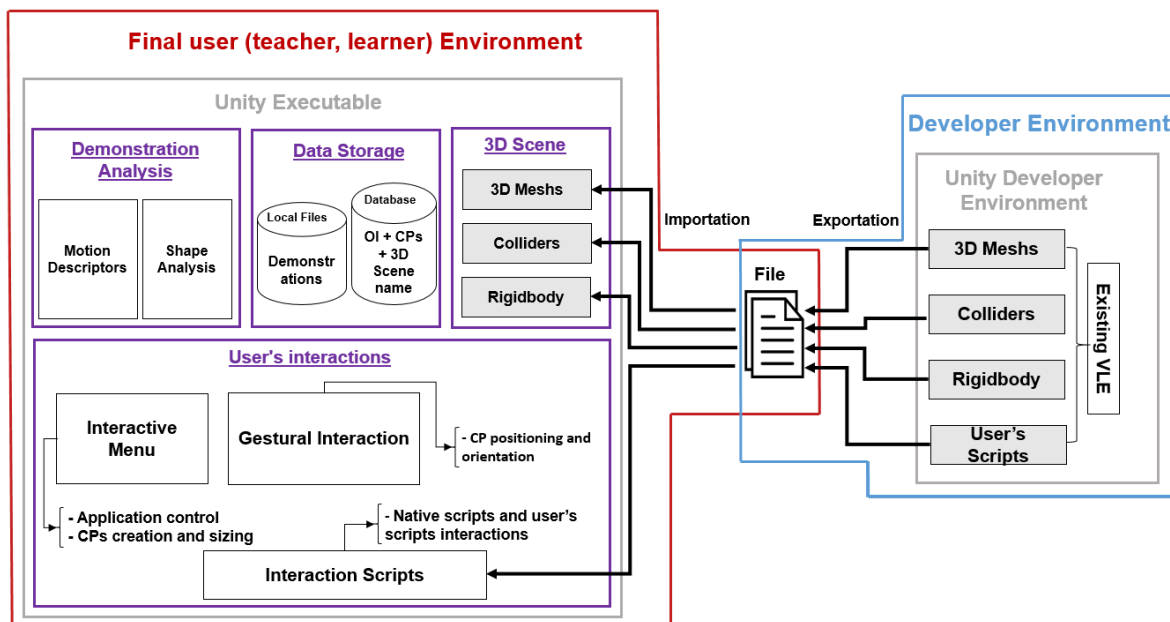 Final user (teacher, learner) Environment
Unity Executable
Demonstration
Analysis
Motion
Descriptors
Shape
Analysis
Data Storage
Local Files
Demonstr
ations
Database
OI + CPs
+ 3D
Scene
name
3D Scene
3D Meshs
Colliders
Rigidbody
User's interactions
Interactive
Menu
Gestural Interaction
- CP positioning and
orientation
- Application control
- CPs creation and sizing
- Native scripts and user's
scripts interactions
Interaction Scripts
Importation
Exportation
File
Developer Environment
Unity Developer
Environment
3D Meshs
Colliders
Rigidbody
User's
Scripts
Existing VLE